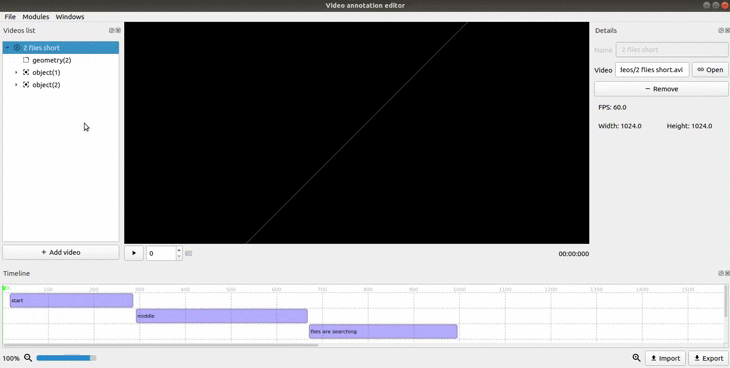 Video annotation editor
File Modules Windows
Videos list
2 flies short
geometry(2)
object(1)
object(2)
+ Add video
0
00:00:000
Details
Name 2 flies short
Video leos/2 flies short.avi Open
− Remove
FPS: 60.0
Width: 1024.0 Height: 1024.0
Timeline
100 200 300 400 500 600 700 800 900 1000 1100 1200 1300 1400 1500
start
middle
flies are searching
100%
Import Export